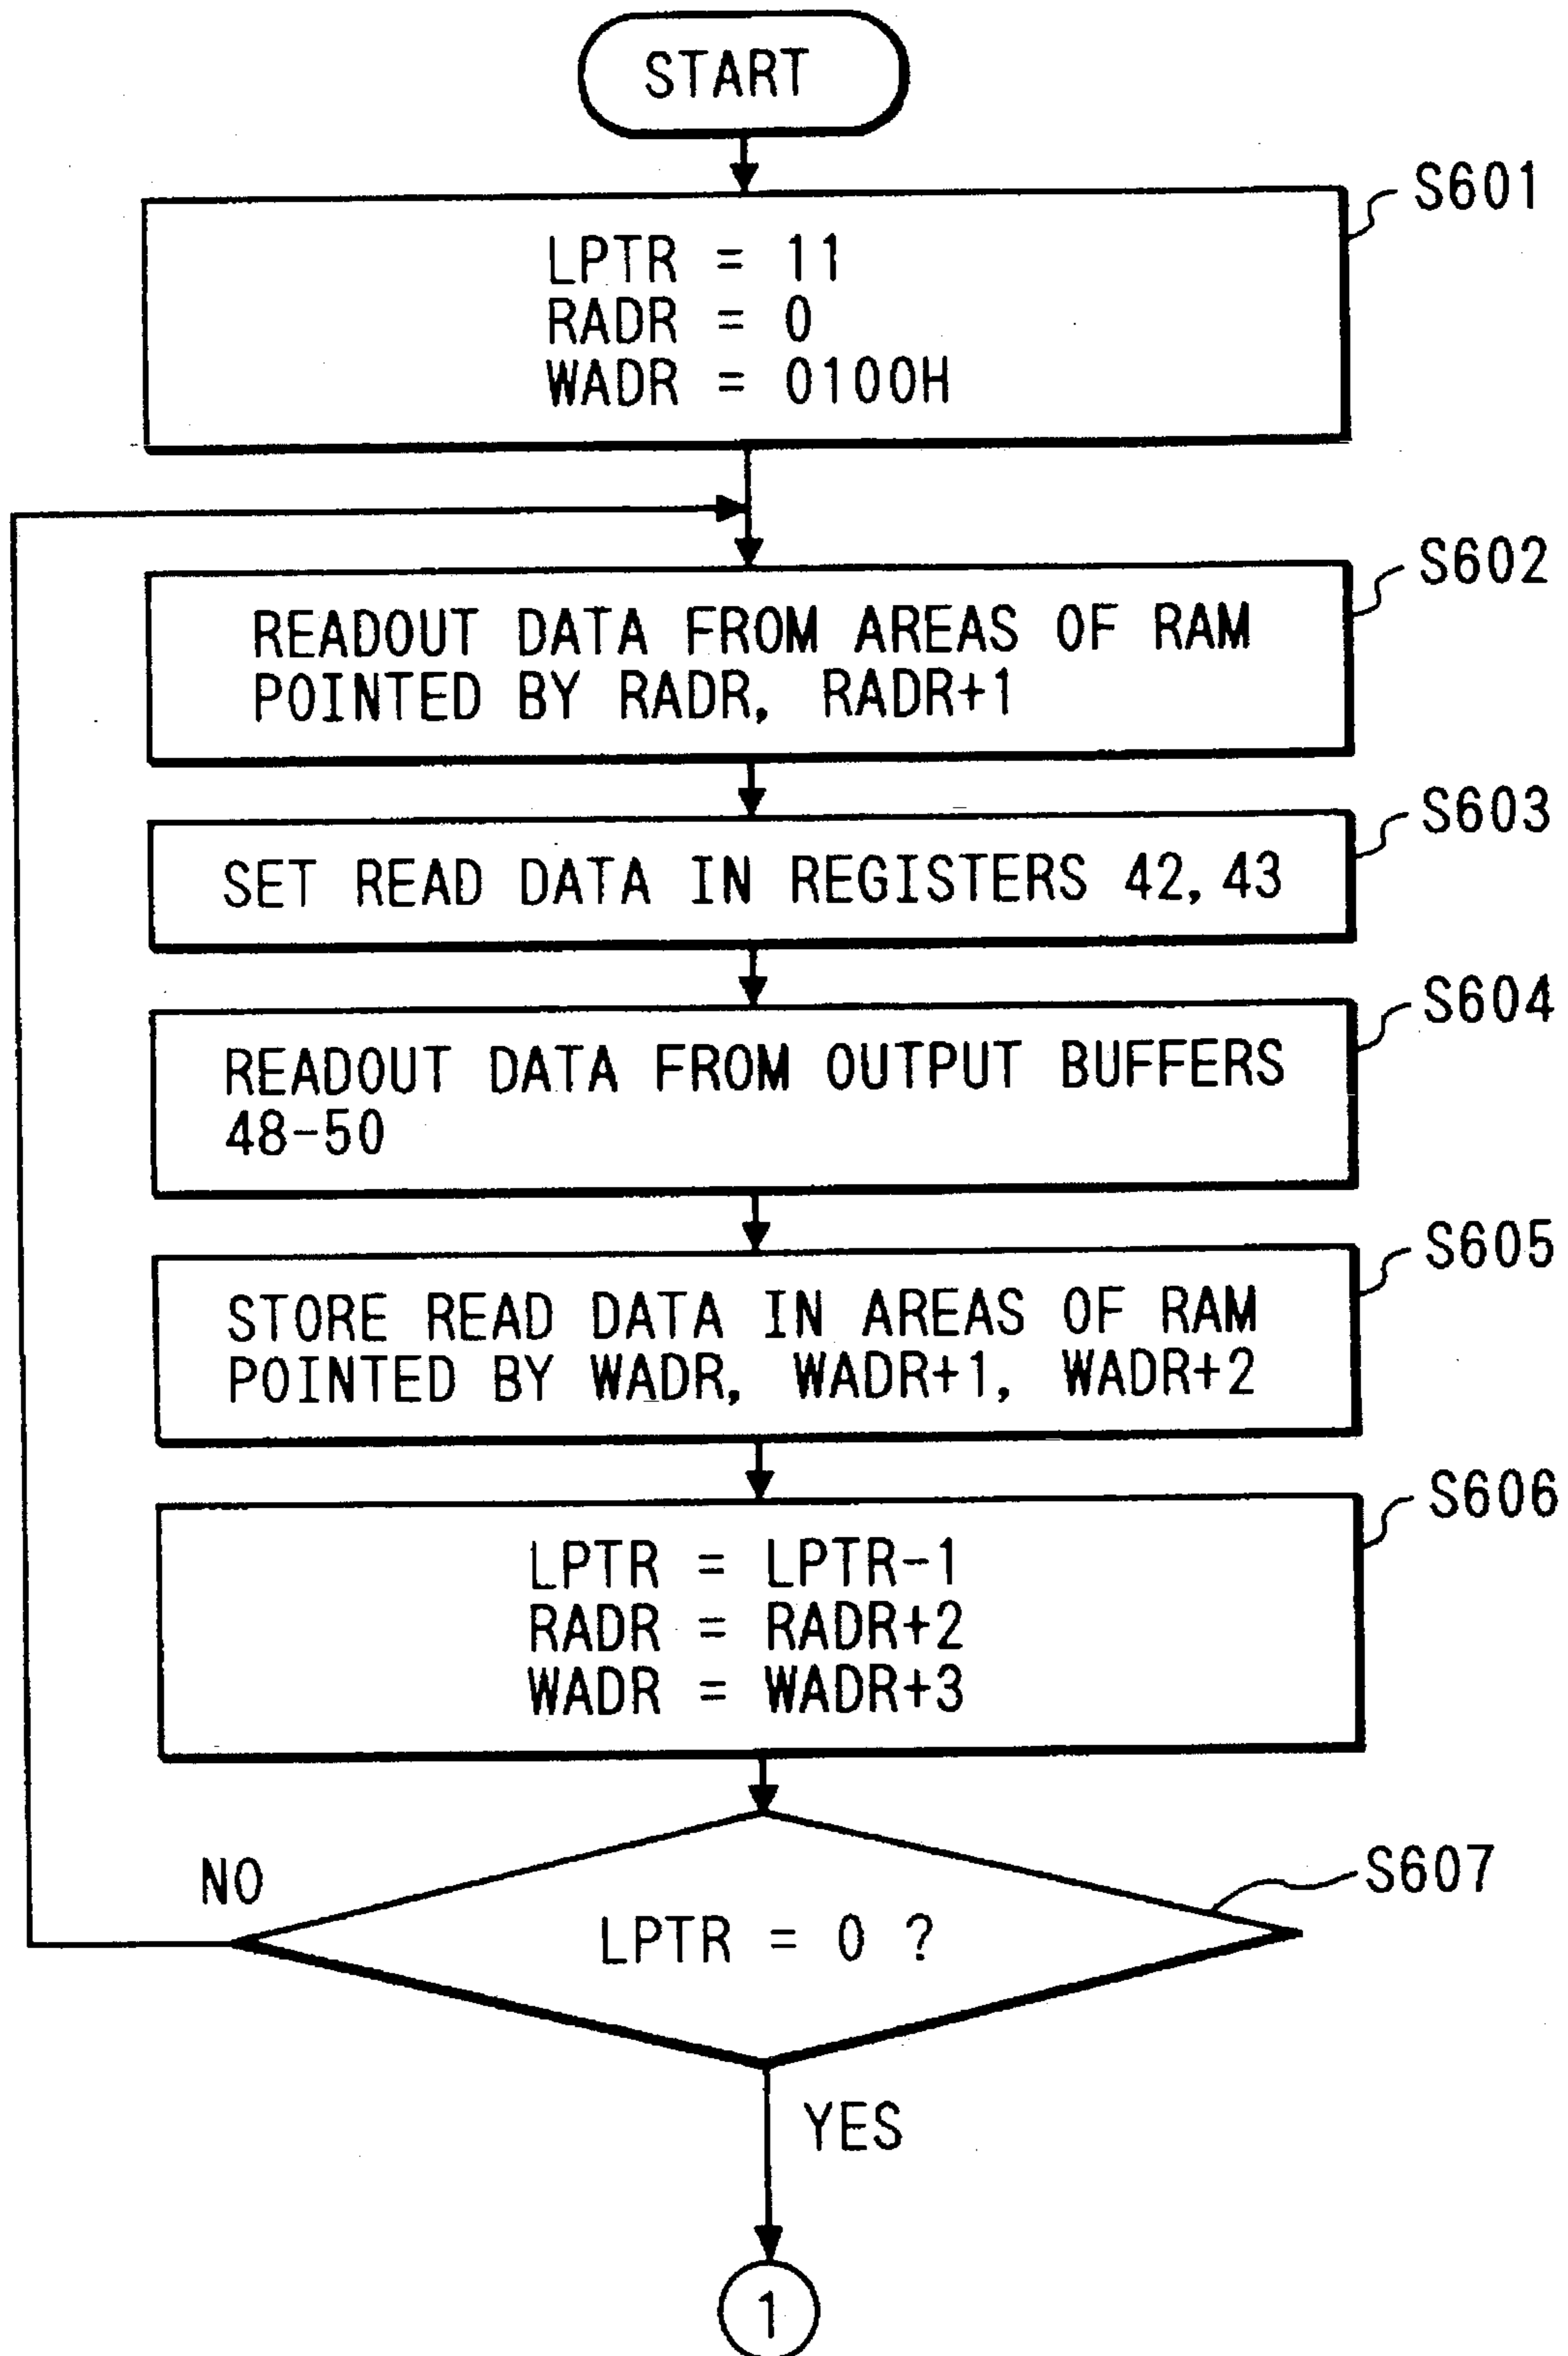 START
S601
LPTR = 11
RADR = 0
WADR = 0100H
S602
READOUT DATA FROM AREAS OF RAM
POINTED BY RADR, RADR+1
S603
SET READ DATA IN REGISTERS 42, 43
S604
READOUT DATA FROM OUTPUT BUFFERS
48-50
S605
STORE READ DATA IN AREAS OF RAM
POINTED BY WADR, WADR+1, WADR+2
S606
LPTR = LPTR-1
RADR = RADR+2
WADR = WADR+3
S607
NO
LPTR = 0 ?
YES
1